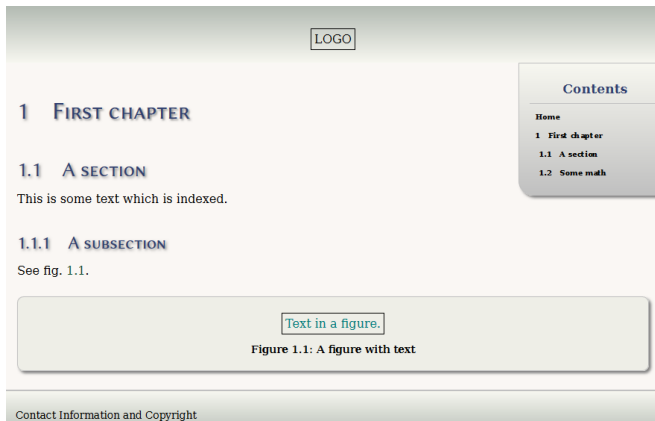 LOGO
Contents
Home
1 First chapter
1.1 A section
1.2 Some math
1 First chapter
1.1 A section
This is some text which is indexed.
1.1.1 A subsection
See fig. 1.1.
Text in a figure.
Figure 1.1: A figure with text
Contact Information and Copyright